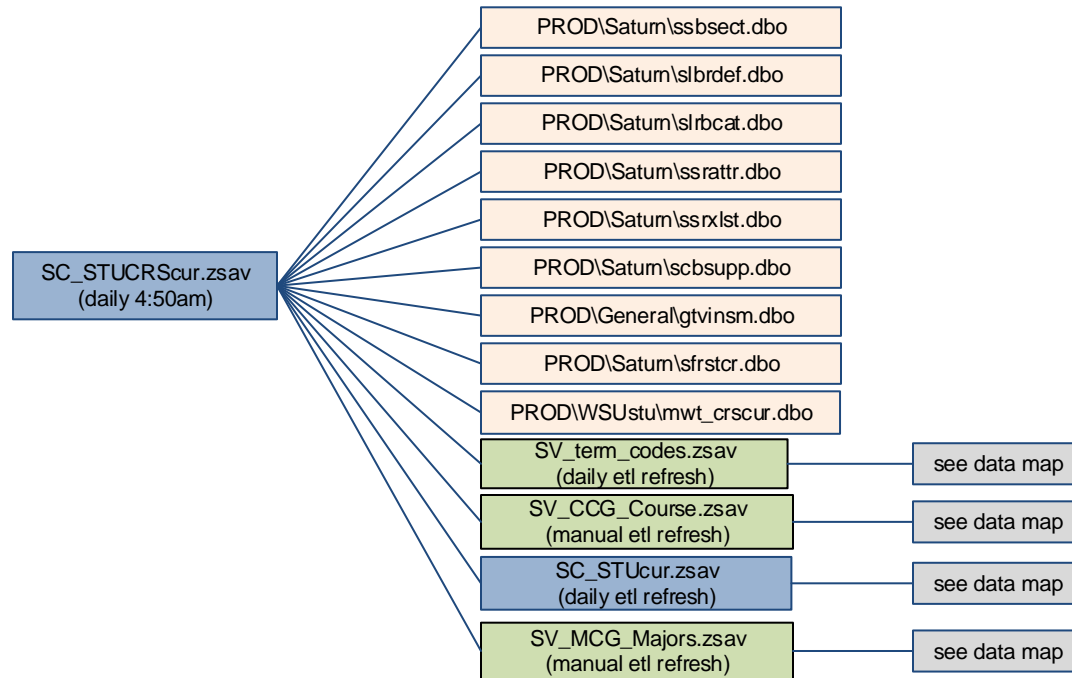 PROD\Saturn\ssbsect.dbo
PROD\Saturn\slbrdef.dbo
PROD\Saturn\slrbcat.dbo
PROD\Saturn\ssrattr.dbo
PROD\Saturn\ssrxlst.dbo
SC_STUCRScur.zsav
(daily 4:50am)
PROD\Saturn\scbsupp.dbo
PROD\General\gtvinsm.dbo
PROD\Saturn\sfrstcr.dbo
PROD\WSUstu\mwt_crscur.dbo
SV_term_codes.zsav
(daily etl refresh)
see data map
SV_CCG_Course.zsav
(manual etl refresh)
see data map
SC_STUcur.zsav
(daily etl refresh)
see data map
SV_MCG_Majors.zsav
(manual etl refresh)
see data map